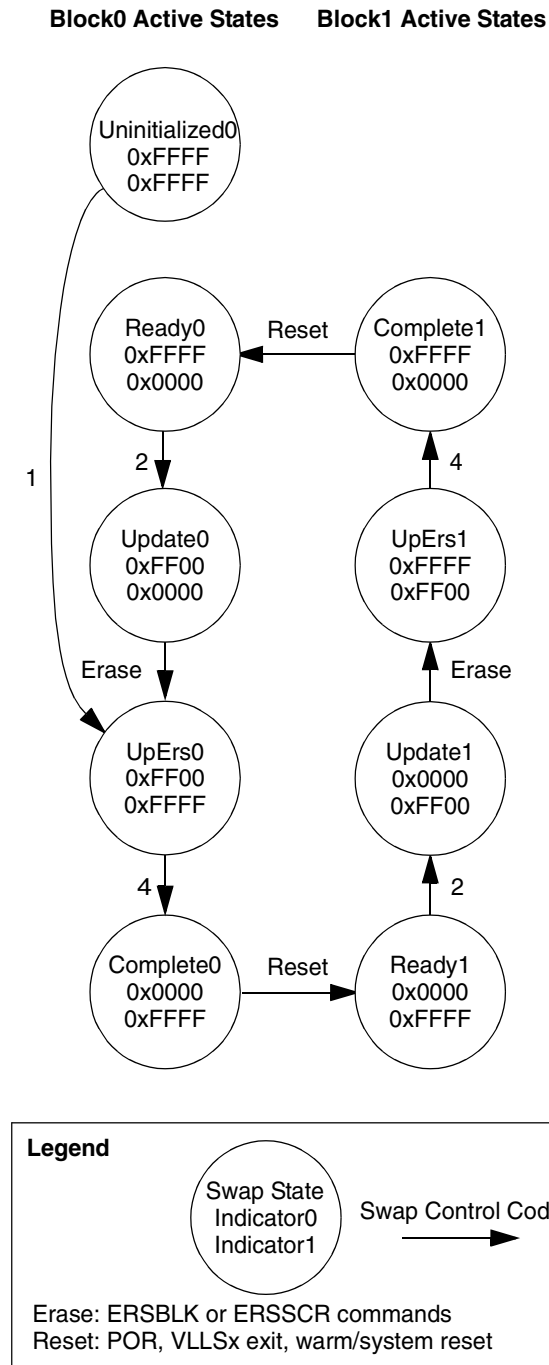 Block0 Active States
Block1 Active States
Uninitialized0
0xFFFF
0xFFFF
Ready0
0xFFFF
0x0000
Reset
Complete1
0xFFFF
0x0000
1
2
4
Update0
0xFF00
0x0000
UpErs1
0xFFFF
0xFF00
Erase
Erase
UpErs0
0xFF00
0xFFFF
Update1
0x0000
0xFF00
4
2
Complete0
0x0000
0xFFFF
Reset
Ready1
0x0000
0xFFFF
Legend
Swap State
Indicator0
Indicator1
Swap Control Cod
Erase: ERSBLK or ERSSCR commands
Reset: POR, VLLSx exit, warm/system reset